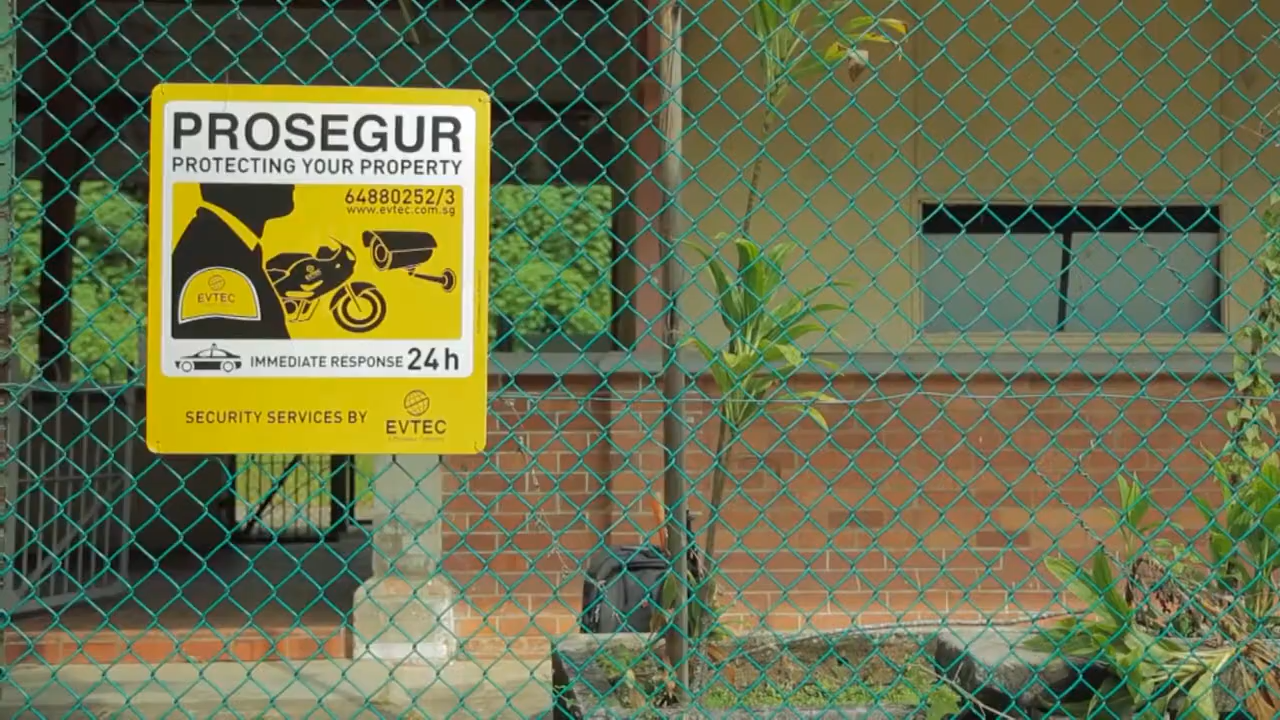 PROSEGUR
PROTECTING YOUR PROPERTY
64880252/3
www.evtec.com.sg
EVTEC
IMMEDIATE RESPONSE 24h
SECURITY SERVICES BY
EVTEC